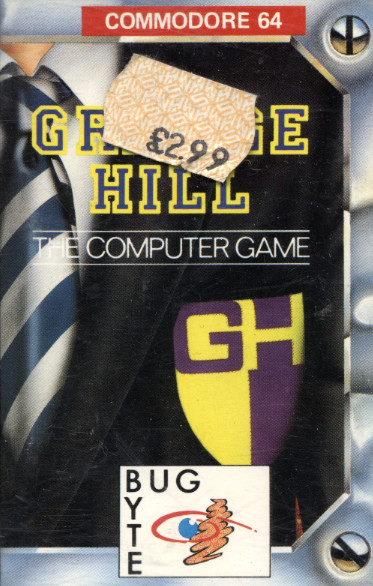 COMMODORE 64
£2.99
HILL
THE COMPUTER GAME
GH
BUG
BYTE